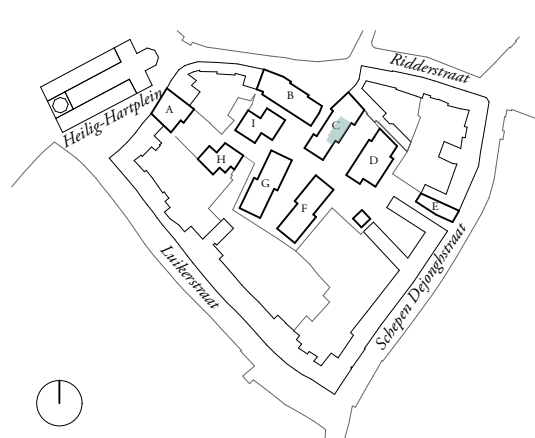 Ridderstraat
Heilig-Hartplein
A
B
C
I
D
H
G
F
E
Luikerstraat
Schepen Dejonghstraat